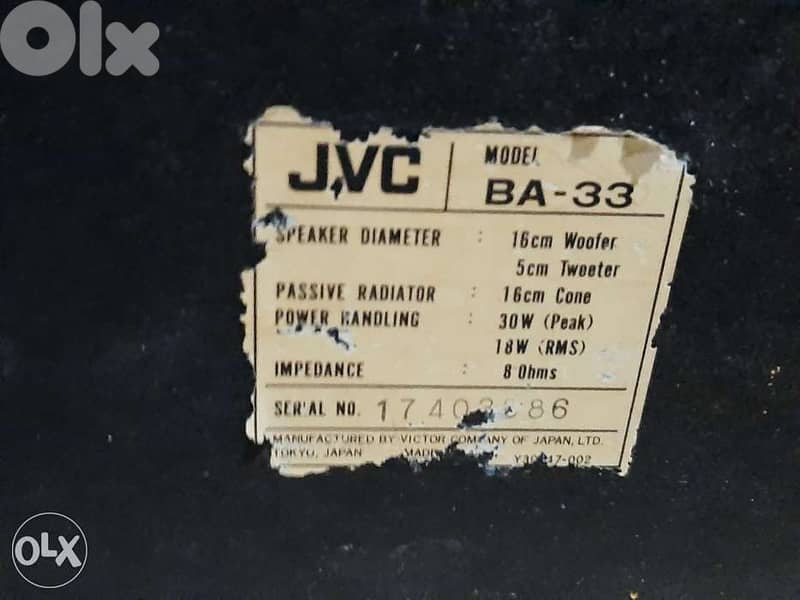 OLX
JVC
MODEL
BA-33
SPEAKER DIAMETER : 16cm Woofer
5cm Tweeter
PASSIVE RADIATOR : 16cm Cone
POWER HANDLING : 30W (Peak)
18W (RMS)
IMPEDANCE : 8 Ohms
SERIAL NO.
MANUFACTURED BY VICTOR COMPANY OF JAPAN, LTD.
TOKYO, JAPAN
OLX